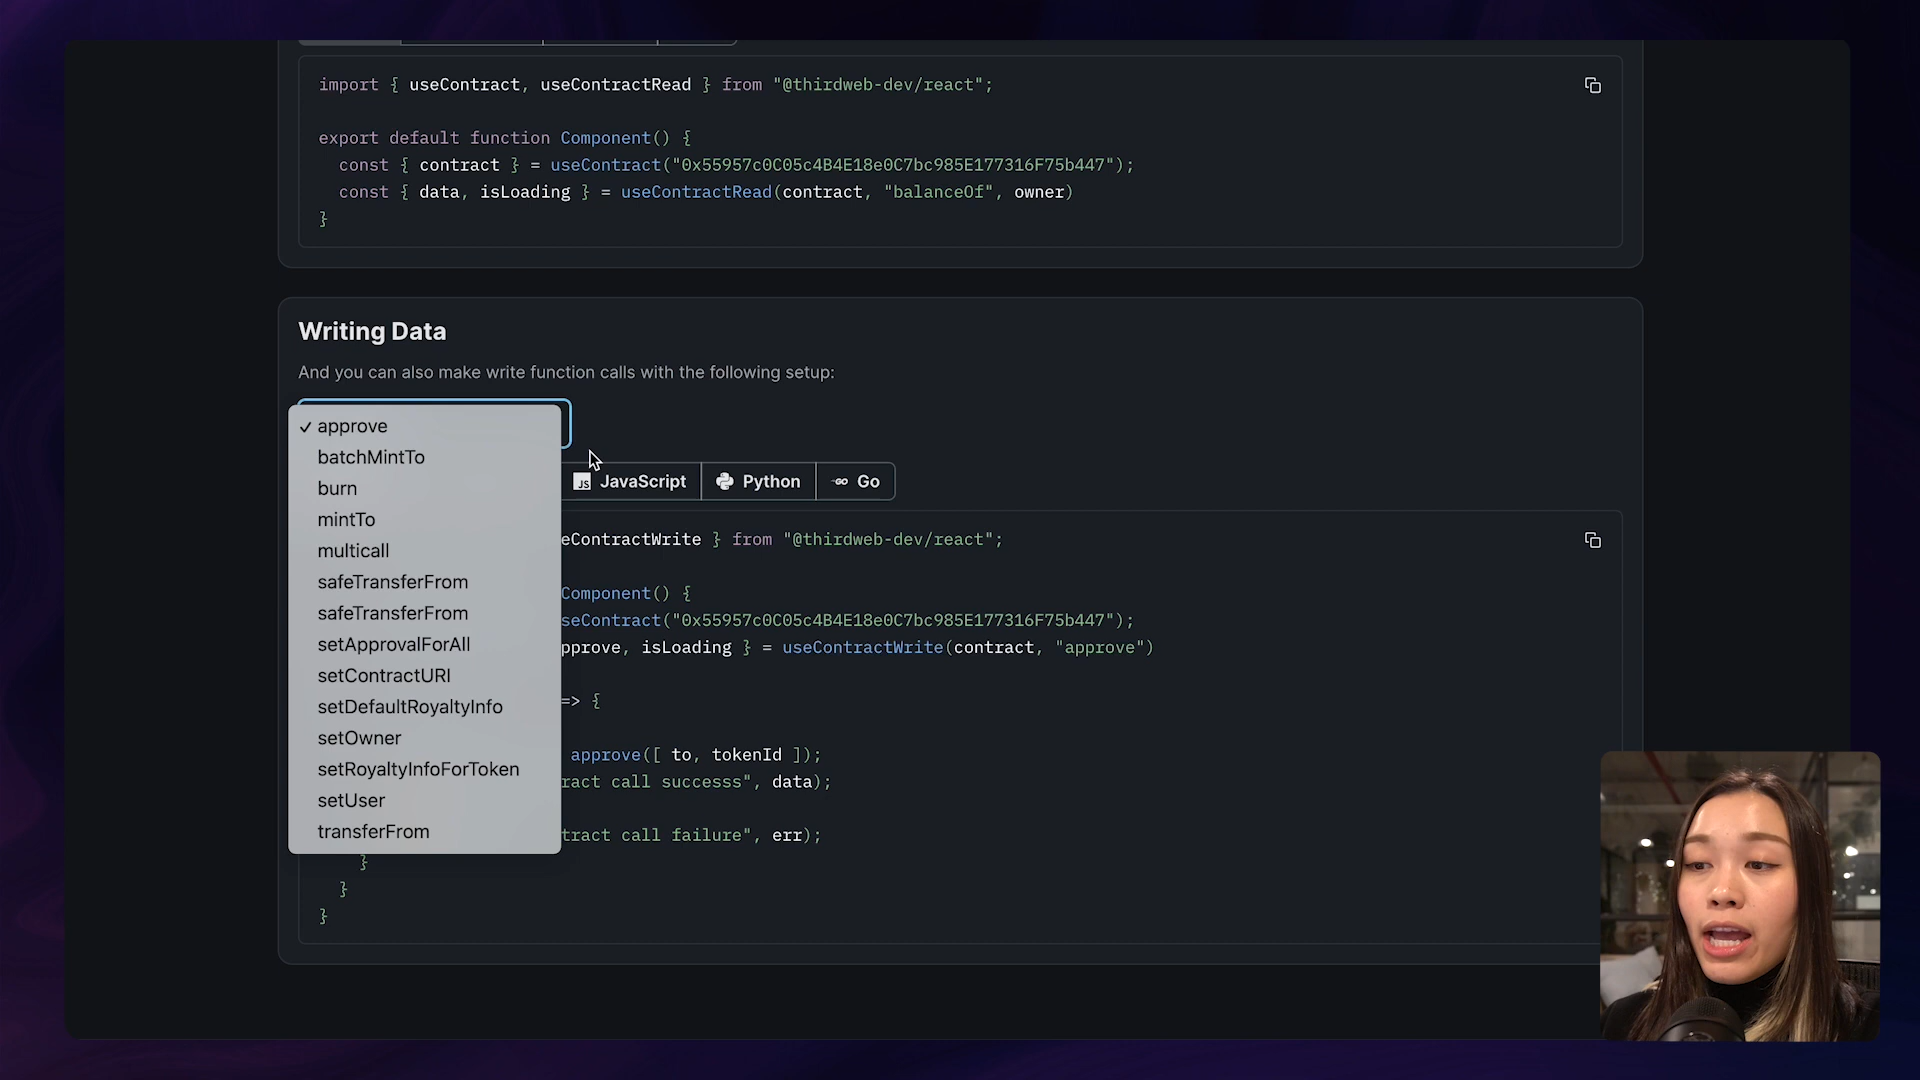 import { useContract, useContractRead } from "@thirdweb-dev/react";
export default function Component() {
const { contract } = useContract("0x55957c0C05c4B4E18e0C7bc985E177316F75b447");
const { data, isLoading } = useContractRead(contract, "balanceOf", owner)
}
Writing Data
And you can also make write function calls with the following setup:
✓ approve
batchMintTo
burn
mintTo
multicall
safeTransferFrom
safeTransferFrom
setApprovalForAll
setContractURI
setDefaultRoyaltyInfo
setOwner
setRoyaltyInfoForToken
setUser
transferFrom
JS JavaScript
Python
GO Go
eContractWrite } from "@thirdweb-dev/react";
Component() {
seContract("0x55957c0C05c4B4E18e0C7bc985E177316F75b447");
pprove, isLoading } = useContractWrite(contract, "approve")
=> {
approve([ to, tokenId ]);
ract call successs", data);
tract call failure", err);
}
}
}